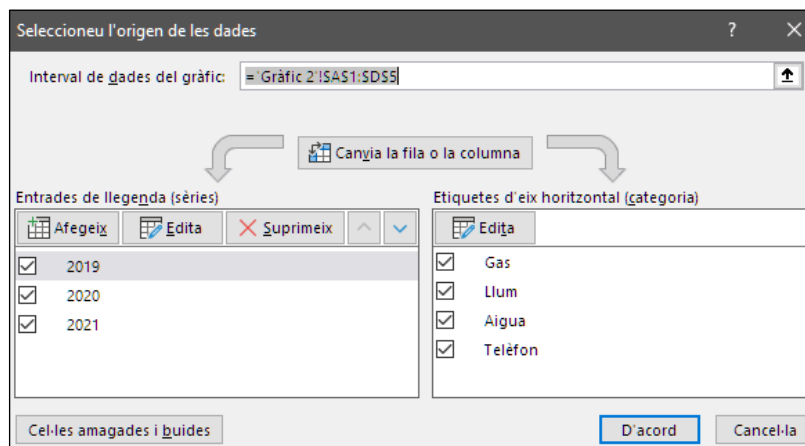 Seleccioneu l'origen de les dades
Interval de dades del gràfic: ='Gràfic 2'!$A$1:$D$5
Canvia la fila o la columna
Entrades de llegenda (sèries)
Afegeix Edita Suprimeix
2019
2020
2021
Etiquetes d'eix horitzontal (categoria)
Edita
Gas
Llum
Aigua
Telèfon
Cel·les amagades i buides
D'acord Cancel·la